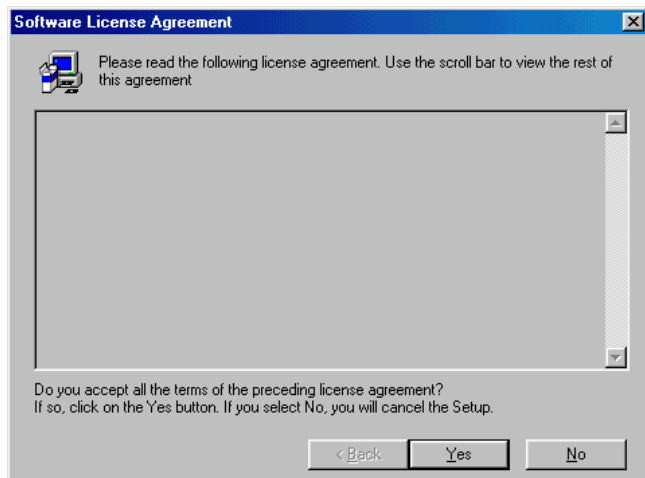 Software License Agreement
Please read the following license agreement. Use the scroll bar to view the rest of
this agreement
Do you accept all the terms of the preceding license agreement?
If so, click on the Yes button. If you select No, you will cancel the Setup.
< Back
Yes
No